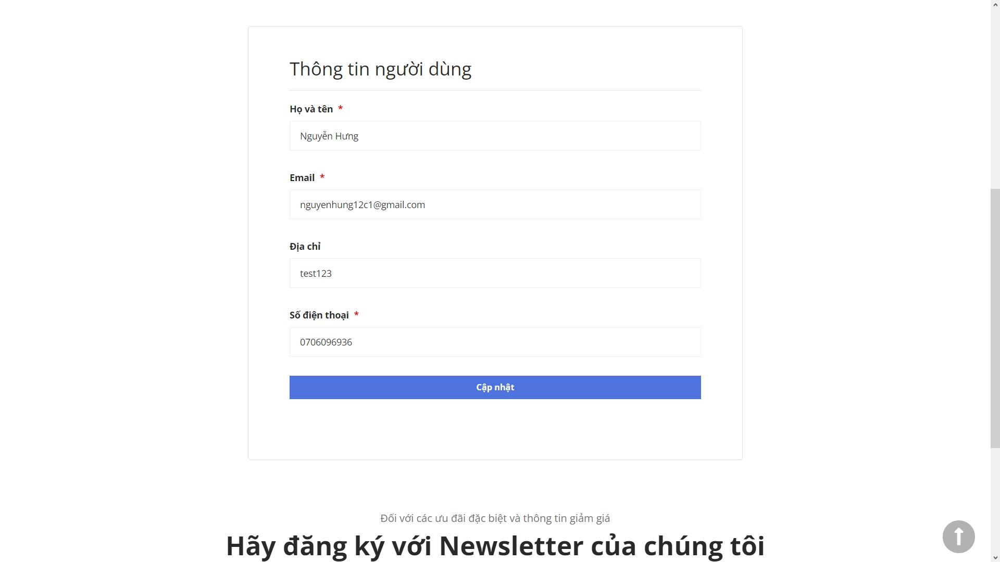 Thông tin người dùng
Họ và tên *
Nguyễn Hưng
Email *
nguyenhung12c1@gmail.com
Địa chỉ
test123
Số điện thoại *
0706096936
Cập nhật
Đối với các ưu đãi đặc biệt và thông tin giảm giá
Hãy đăng ký với Newsletter của chúng tôi